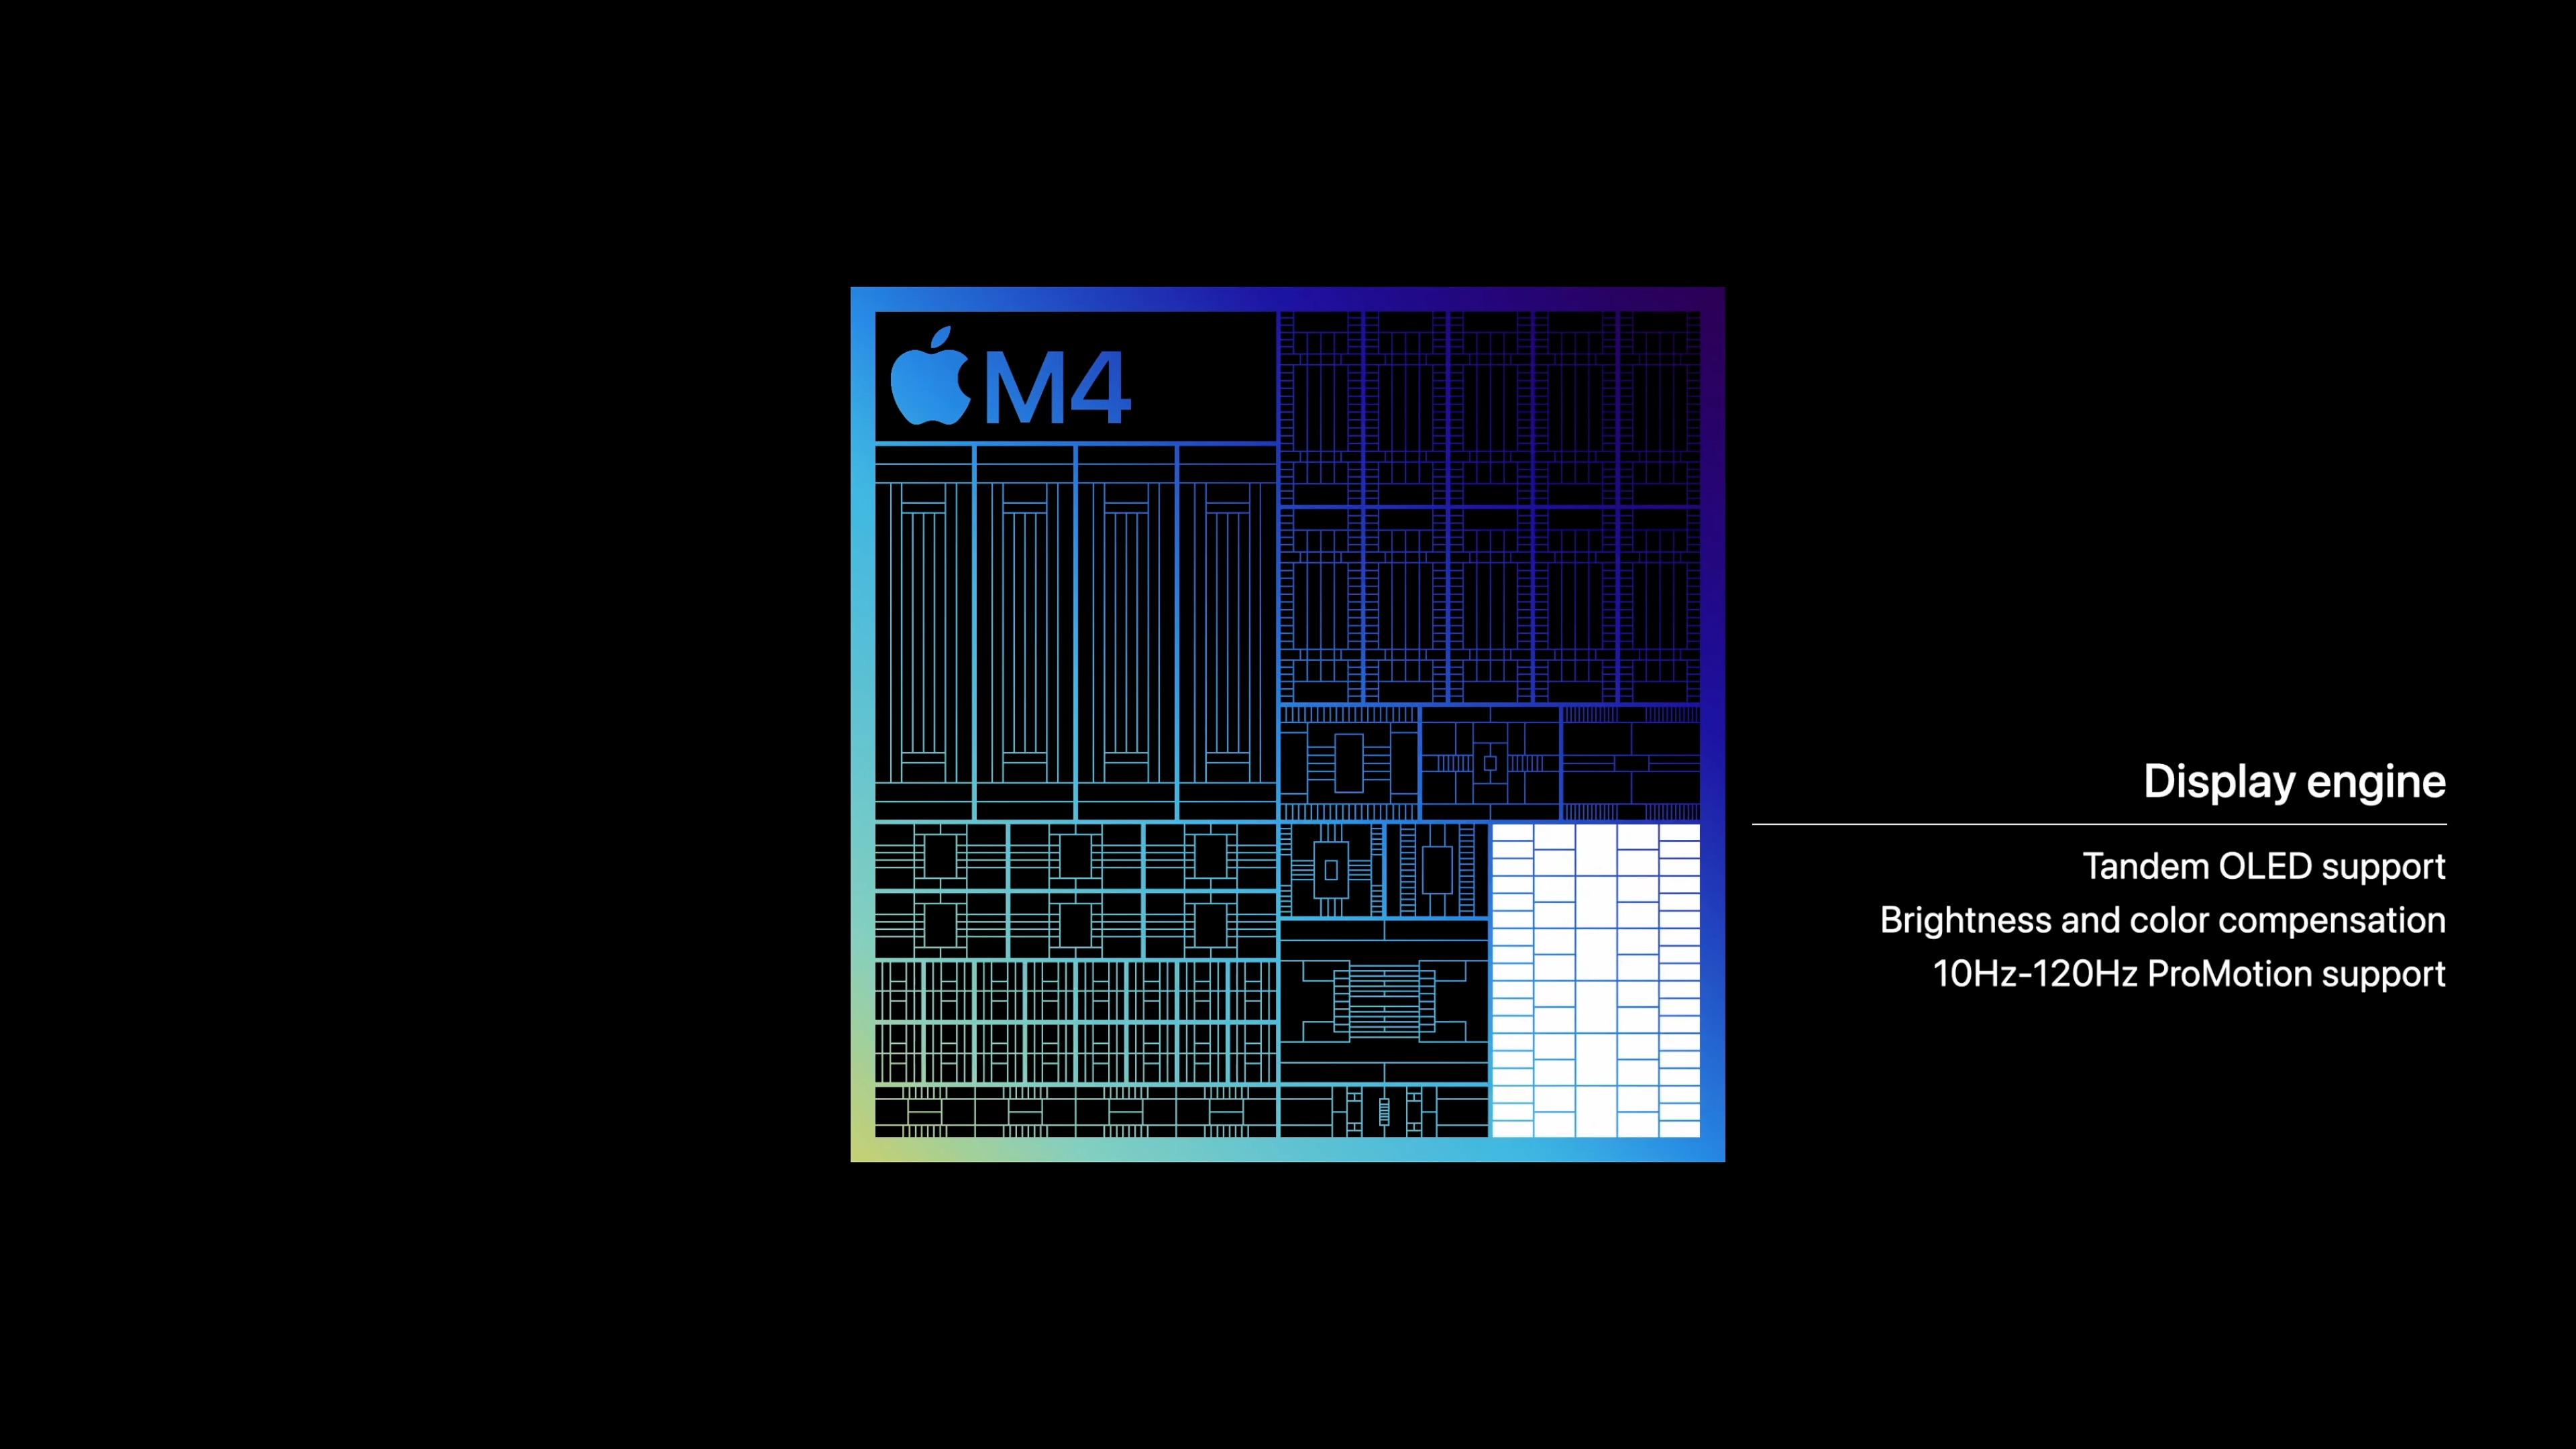 M4
Display engine
Tandem OLED support
Brightness and color compensation
10Hz-120Hz ProMotion support